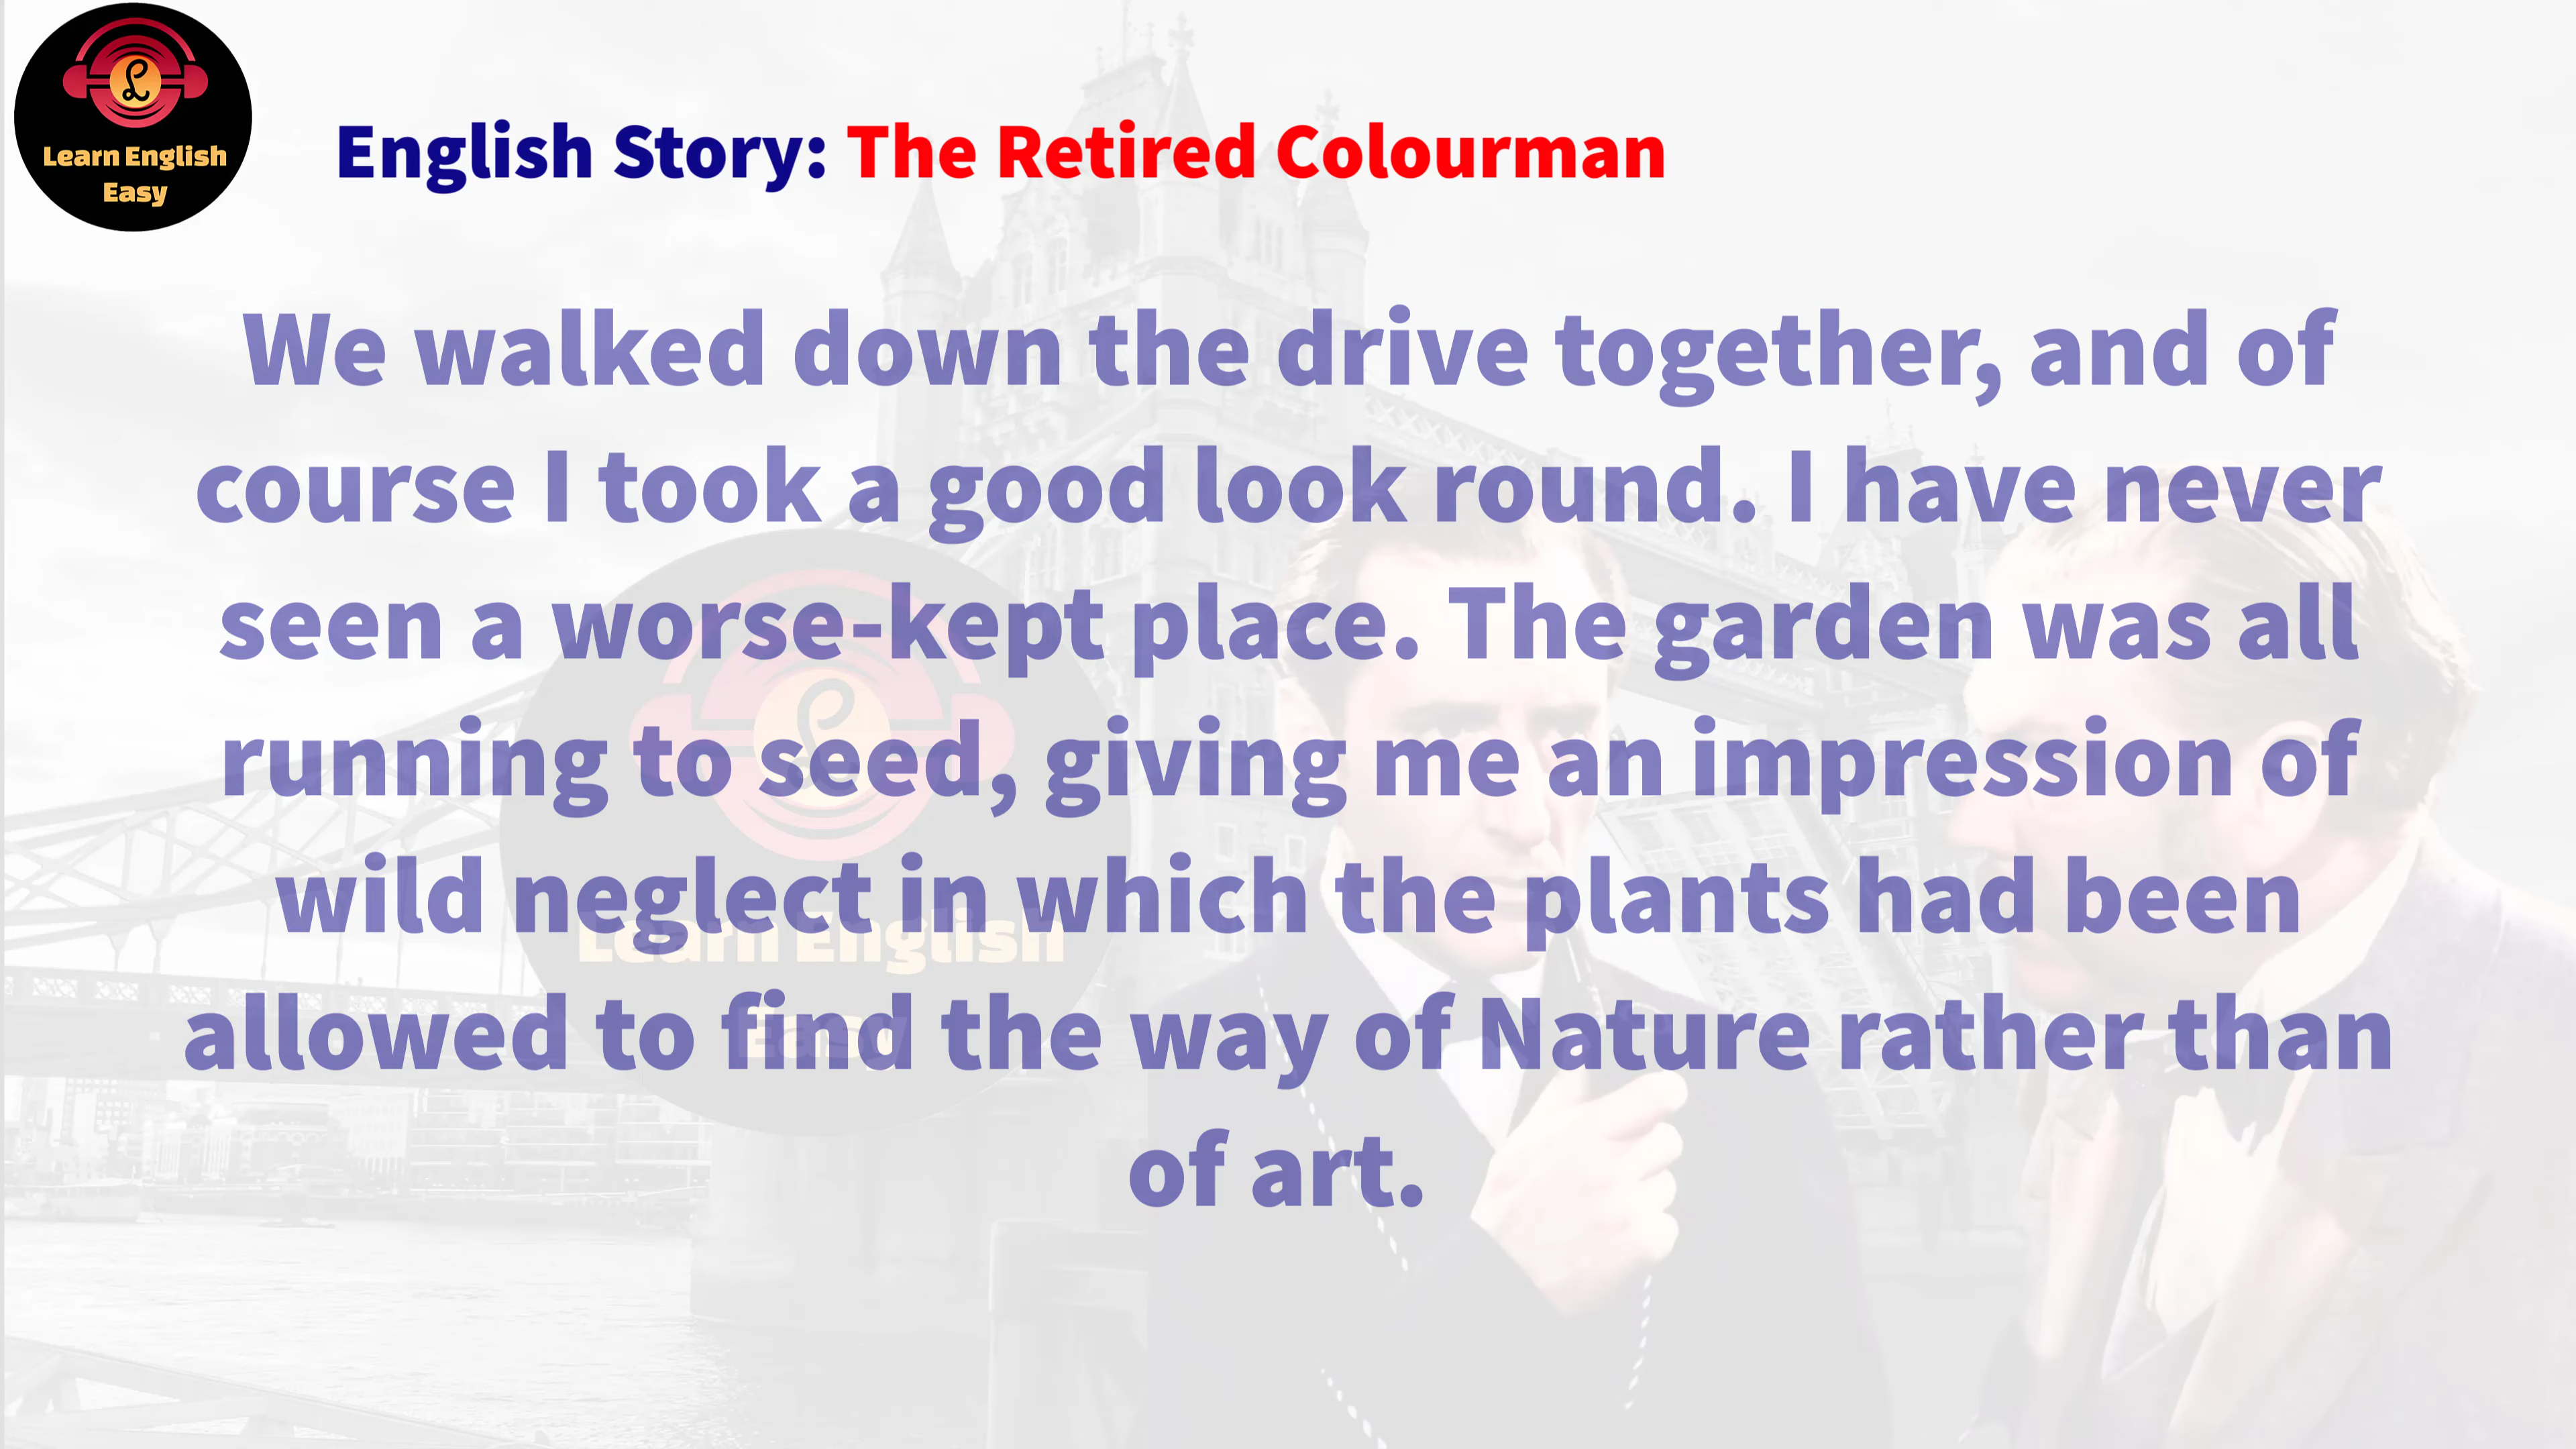 Learn English
Easy
English Story: The Retired Colourman
We walked down the drive together, and of
course I took a good look round. I have never
seen a worse-kept place. The garden was all
running to seed, giving me an impression of
wild neglect in which the plants had been
allowed to find the way of Nature rather than
of art.
Learn English
Easy